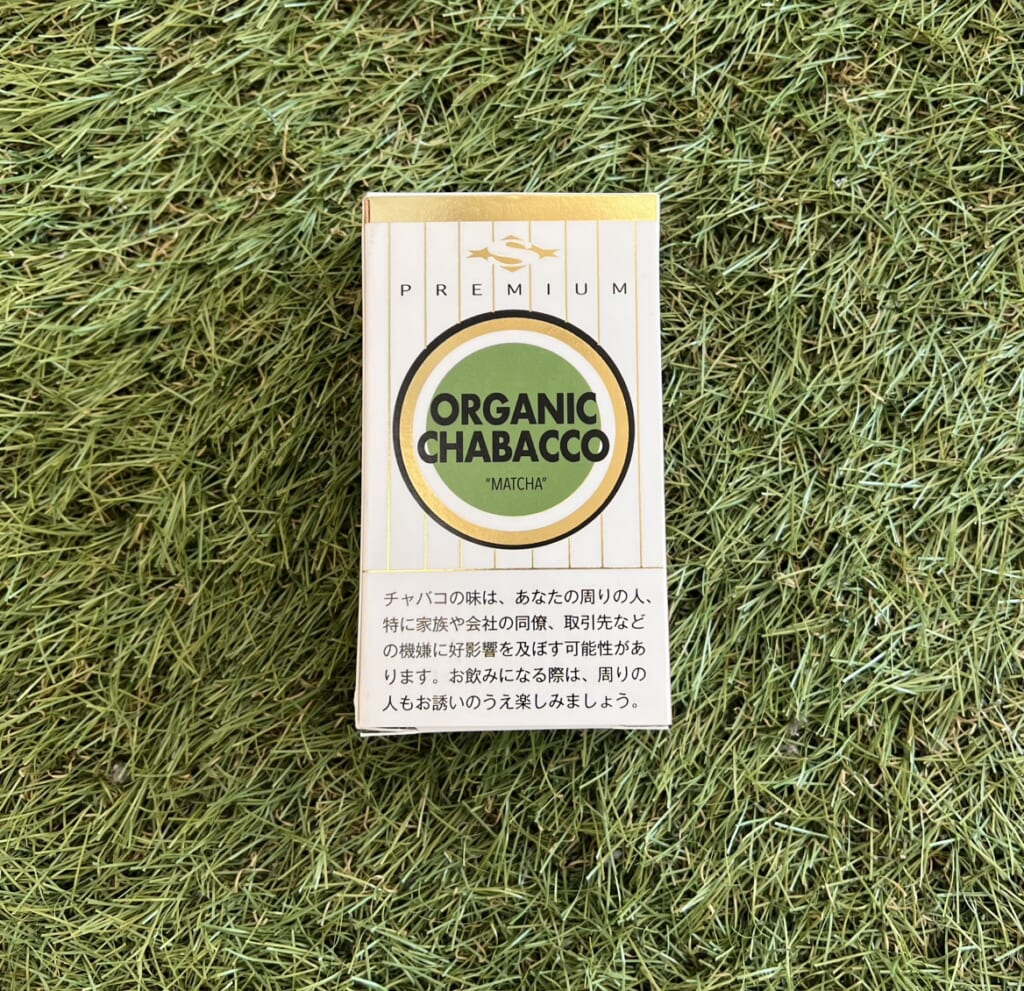 S
PREMIUM
ORGANIC
CHABACCO
"MATCHA"
チャバコの味は、あなたの周りの人、
特に家族や会社の同僚、取引先など
の機嫌に好影響を及ぼす可能性があ
ります。お飲みになる際は、周りの
人もお誘いのうえ楽しみましょう。